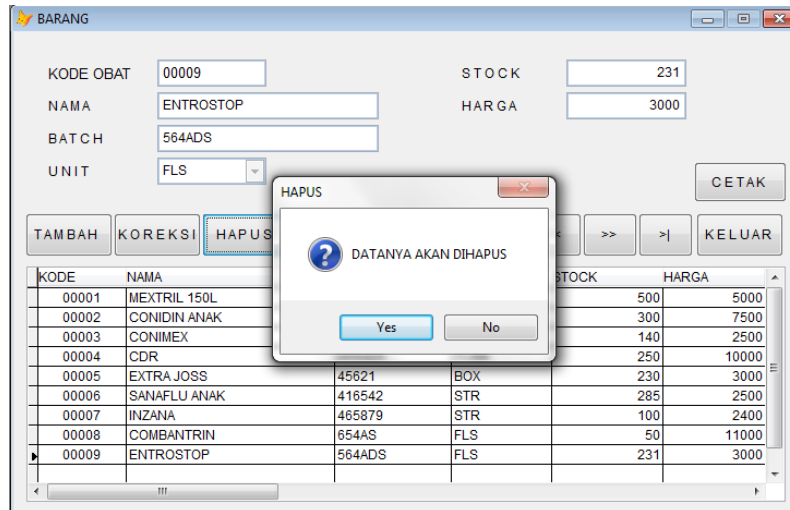 BARANG
KODE OBAT 00009 STOCK 231
NAMA ENTROSTOP HARGA 3000
BATCH 564ADS
UNIT FLS
CETAK
HAPUS
DATANYA AKAN DIHAPUS
Yes No
TAMBAH KOREKSI HAPUS >> >| KELUAR
KODE NAMA STOCK HARGA
00001 MEXTRIL 150L 500 5000
00002 CONIDIN ANAK 300 7500
00003 CONIMEX 140 2500
00004 CDR 250 10000
00005 EXTRA JOSS 45621 BOX 230 3000
00006 SANAFLU ANAK 416542 STR 285 2500
00007 INZANA 465879 STR 100 2400
00008 COMBANTRIN 654AS FLS 50 11000
00009 ENTROSTOP 564ADS FLS 231 3000